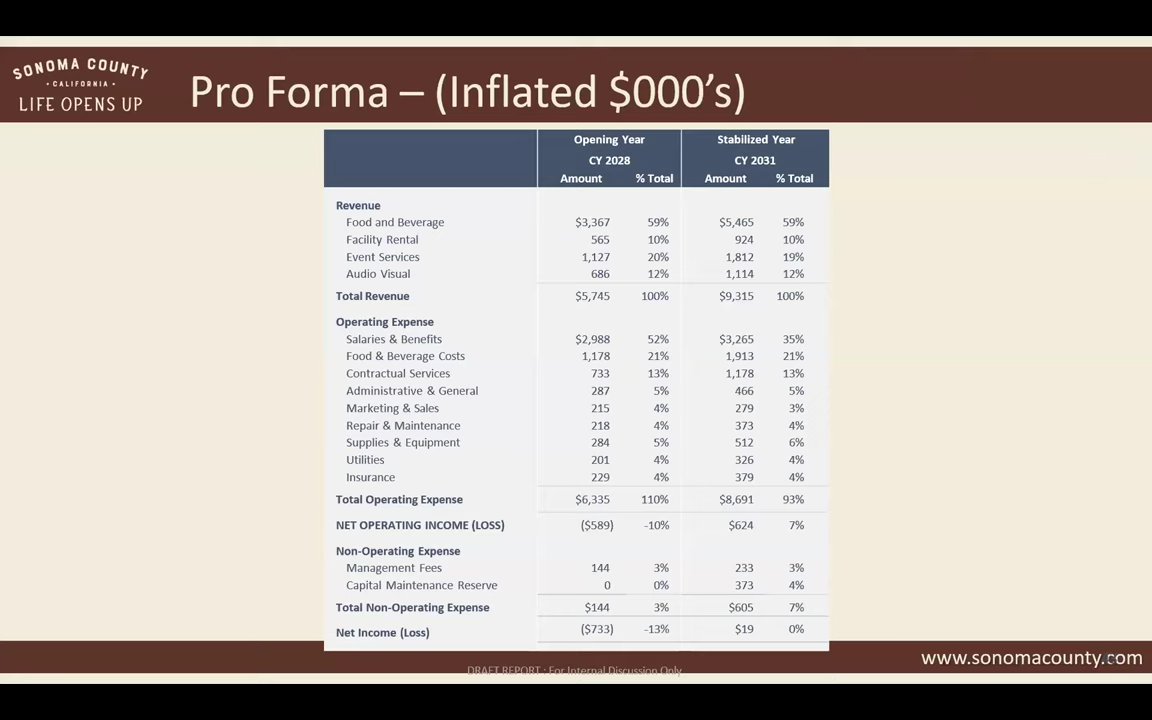 SONOMA COUNTY
• CALIFORNIA •
LIFE OPENS UP
Pro Forma – (Inflated $000's)
Opening Year Stabilized Year
CY 2028 CY 2031
Amount % Total Amount % Total
Revenue
Food and Beverage $3,367 59% $5,465 59%
Facility Rental 565 10% 924 10%
Event Services 1,127 20% 1,812 19%
Audio Visual 686 12% 1,114 12%
Total Revenue $5,745 100% $9,315 100%
Operating Expense
Salaries & Benefits $2,988 52% $3,265 35%
Food & Beverage Costs 1,178 21% 1,913 21%
Contractual Services 733 13% 1,178 13%
Administrative & General 287 5% 466 5%
Marketing & Sales 215 4% 279 3%
Repair & Maintenance 218 4% 373 4%
Supplies & Equipment 284 5% 512 6%
Utilities 201 4% 326 4%
Insurance 229 4% 379 4%
Total Operating Expense $6,335 110% $8,691 93%
NET OPERATING INCOME (LOSS) ($589) -10% $624 7%
Non-Operating Expense
Management Fees 144 3% 233 3%
Capital Maintenance Reserve 0 0% 373 4%
Total Non-Operating Expense $144 3% $605 7%
Net Income (Loss) ($733) -13% $19 0%
www.sonomacounty.com
DRAFT REPORT : For Internal Discussion Only